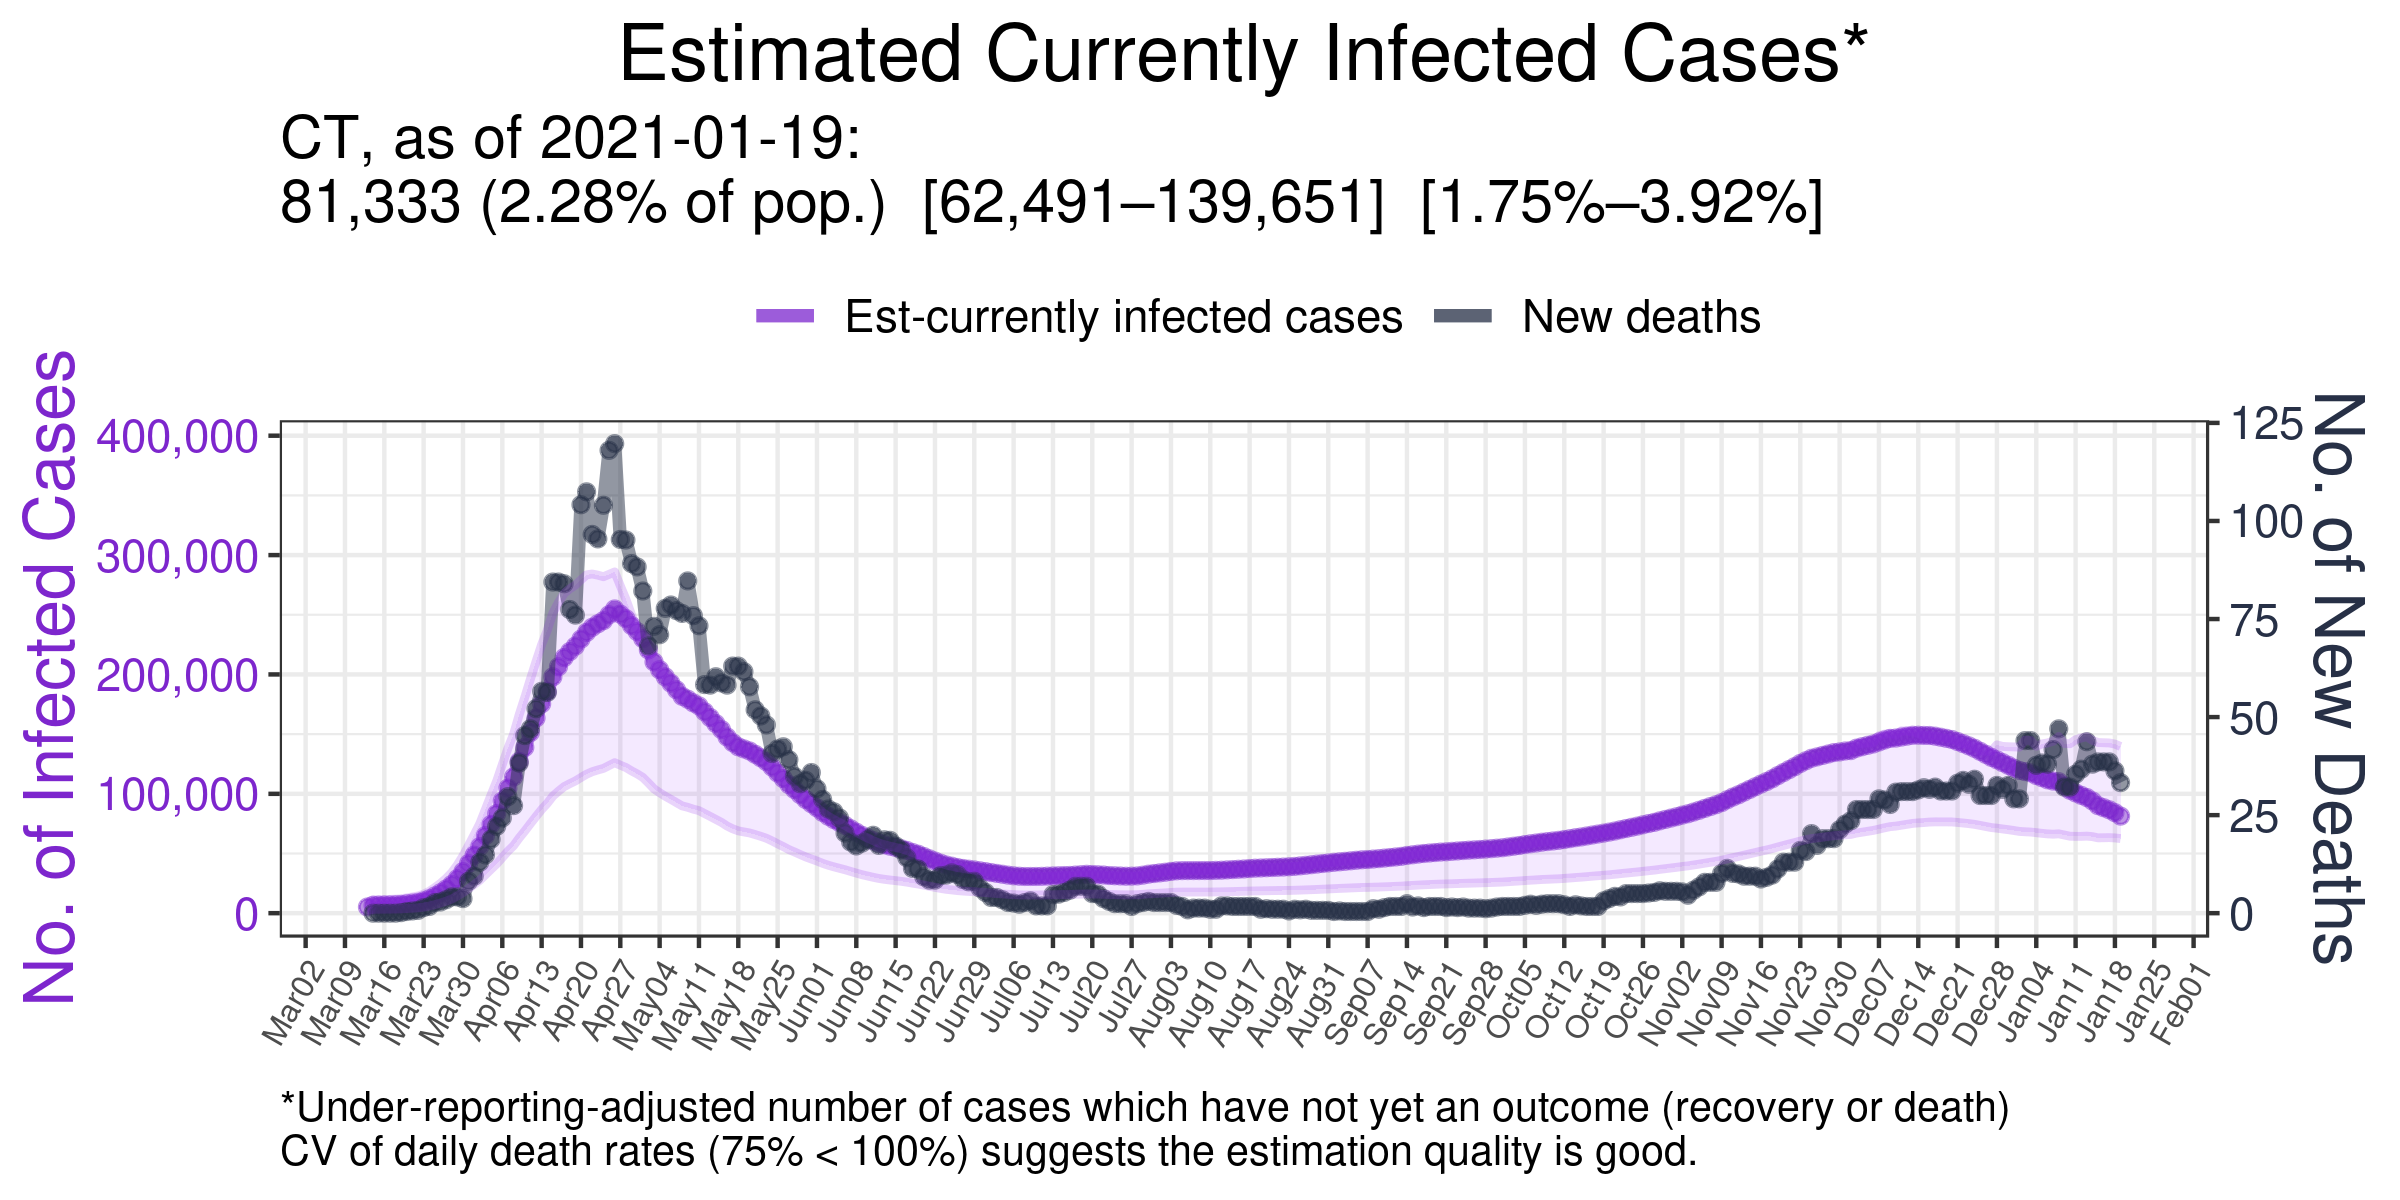 Estimated Currently Infected Cases*
CT, as of 2021-01-19:
81,333 (2.28% of pop.) [62,491–139,651] [1.75%–3.92%]
Est-currently infected cases
New deaths
No. of Infected Cases
400,000
300,000
200,000
100,000
0
125
100
75
50
25
0
No. of New Deaths
Mar02
Mar09
Mar16
Mar23
Mar30
Apr06
Apr13
Apr20
Apr27
May04
May11
May18
May25
Jun01
Jun08
Jun15
Jun22
Jun29
Jul06
Jul13
Jul20
Jul27
Aug03
Aug10
Aug17
Aug24
Aug31
Sep07
Sep14
Sep21
Sep28
Oct05
Oct12
Oct19
Oct26
Nov02
Nov09
Nov16
Nov23
Nov30
Dec07
Dec14
Dec21
Dec28
Jan04
Jan11
Jan18
Jan25
Feb01
*Under-reporting-adjusted number of cases which have not yet an outcome (recovery or death)
CV of daily death rates (75% < 100%) suggests the estimation quality is good.